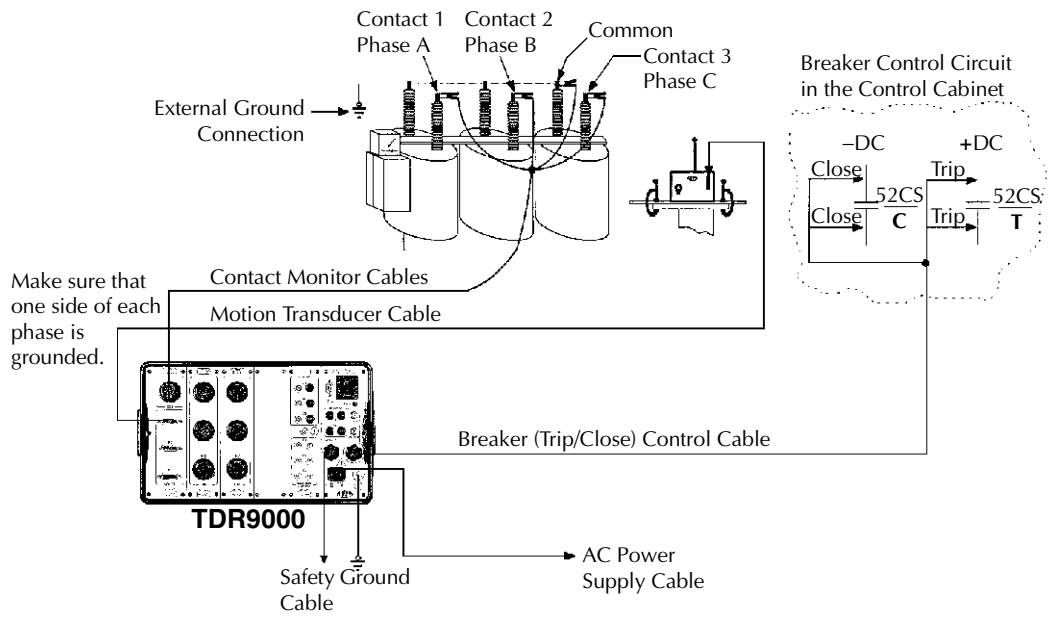 Contact 1
Phase A
Contact 2
Phase B
Common
Contact 3
Phase C
External Ground
Connection
Breaker Control Circuit
in the Control Cabinet
–DC
+DC
Close
Trip
52CS
C
52CS
T
Close
Trip
Make sure that
one side of each
phase is
grounded.
Contact Monitor Cables
Motion Transducer Cable
Breaker (Trip/Close) Control Cable
TDR9000
Safety Ground
Cable
AC Power
Supply Cable